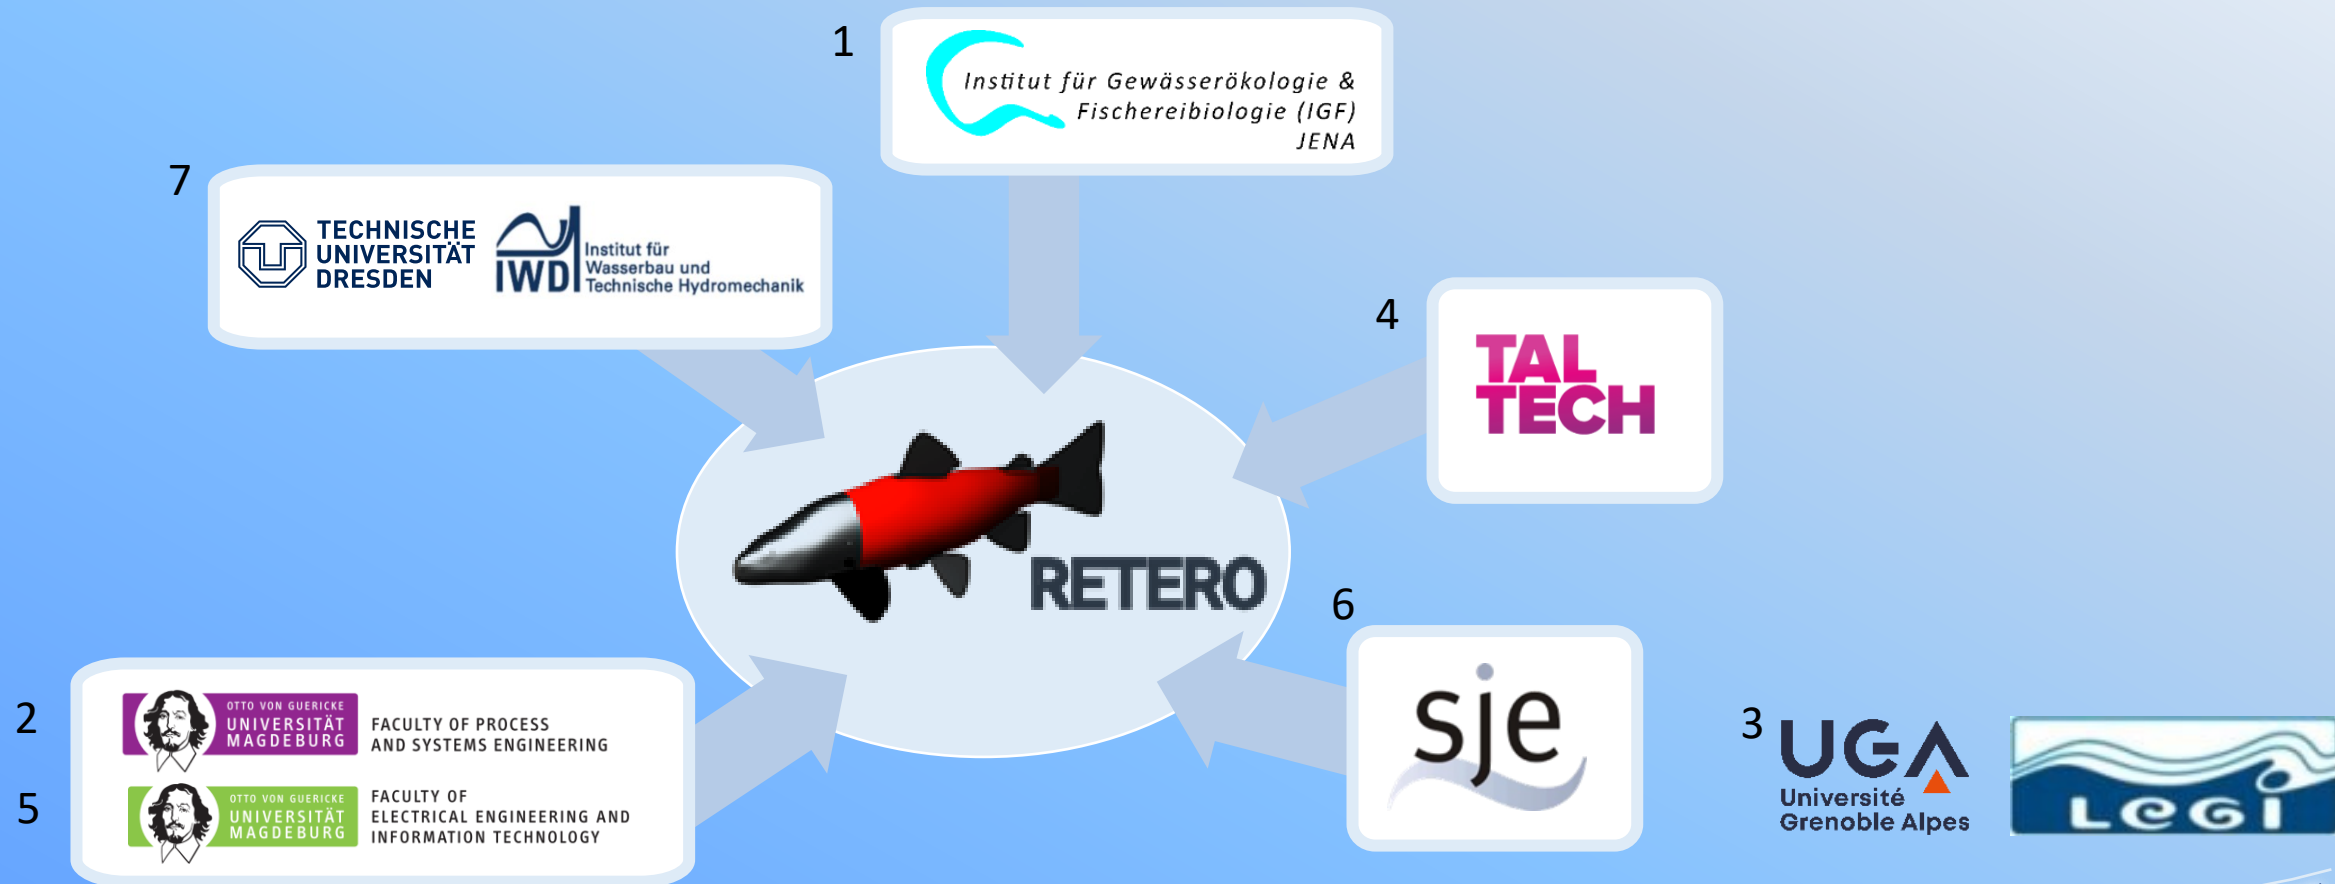 1
Institut für Gewässerökologie &
Fischereibiologie (IGF)
JENA
7
TECHNISCHE
UNIVERSITÄT
DRESDEN
IWD
Institut für
Wasserbau und
Technische Hydromechanik
4
TAL
TECH
RETERO
6
sje
2
OTTO VON GUERICKE
UNIVERSITÄT
MAGDEBURG
FACULTY OF PROCESS
AND SYSTEMS ENGINEERING
5
OTTO VON GUERICKE
UNIVERSITÄT
MAGDEBURG
FACULTY OF
ELECTRICAL ENGINEERING AND
INFORMATION TECHNOLOGY
3
UGA
Université
Grenoble Alpes
LEGI